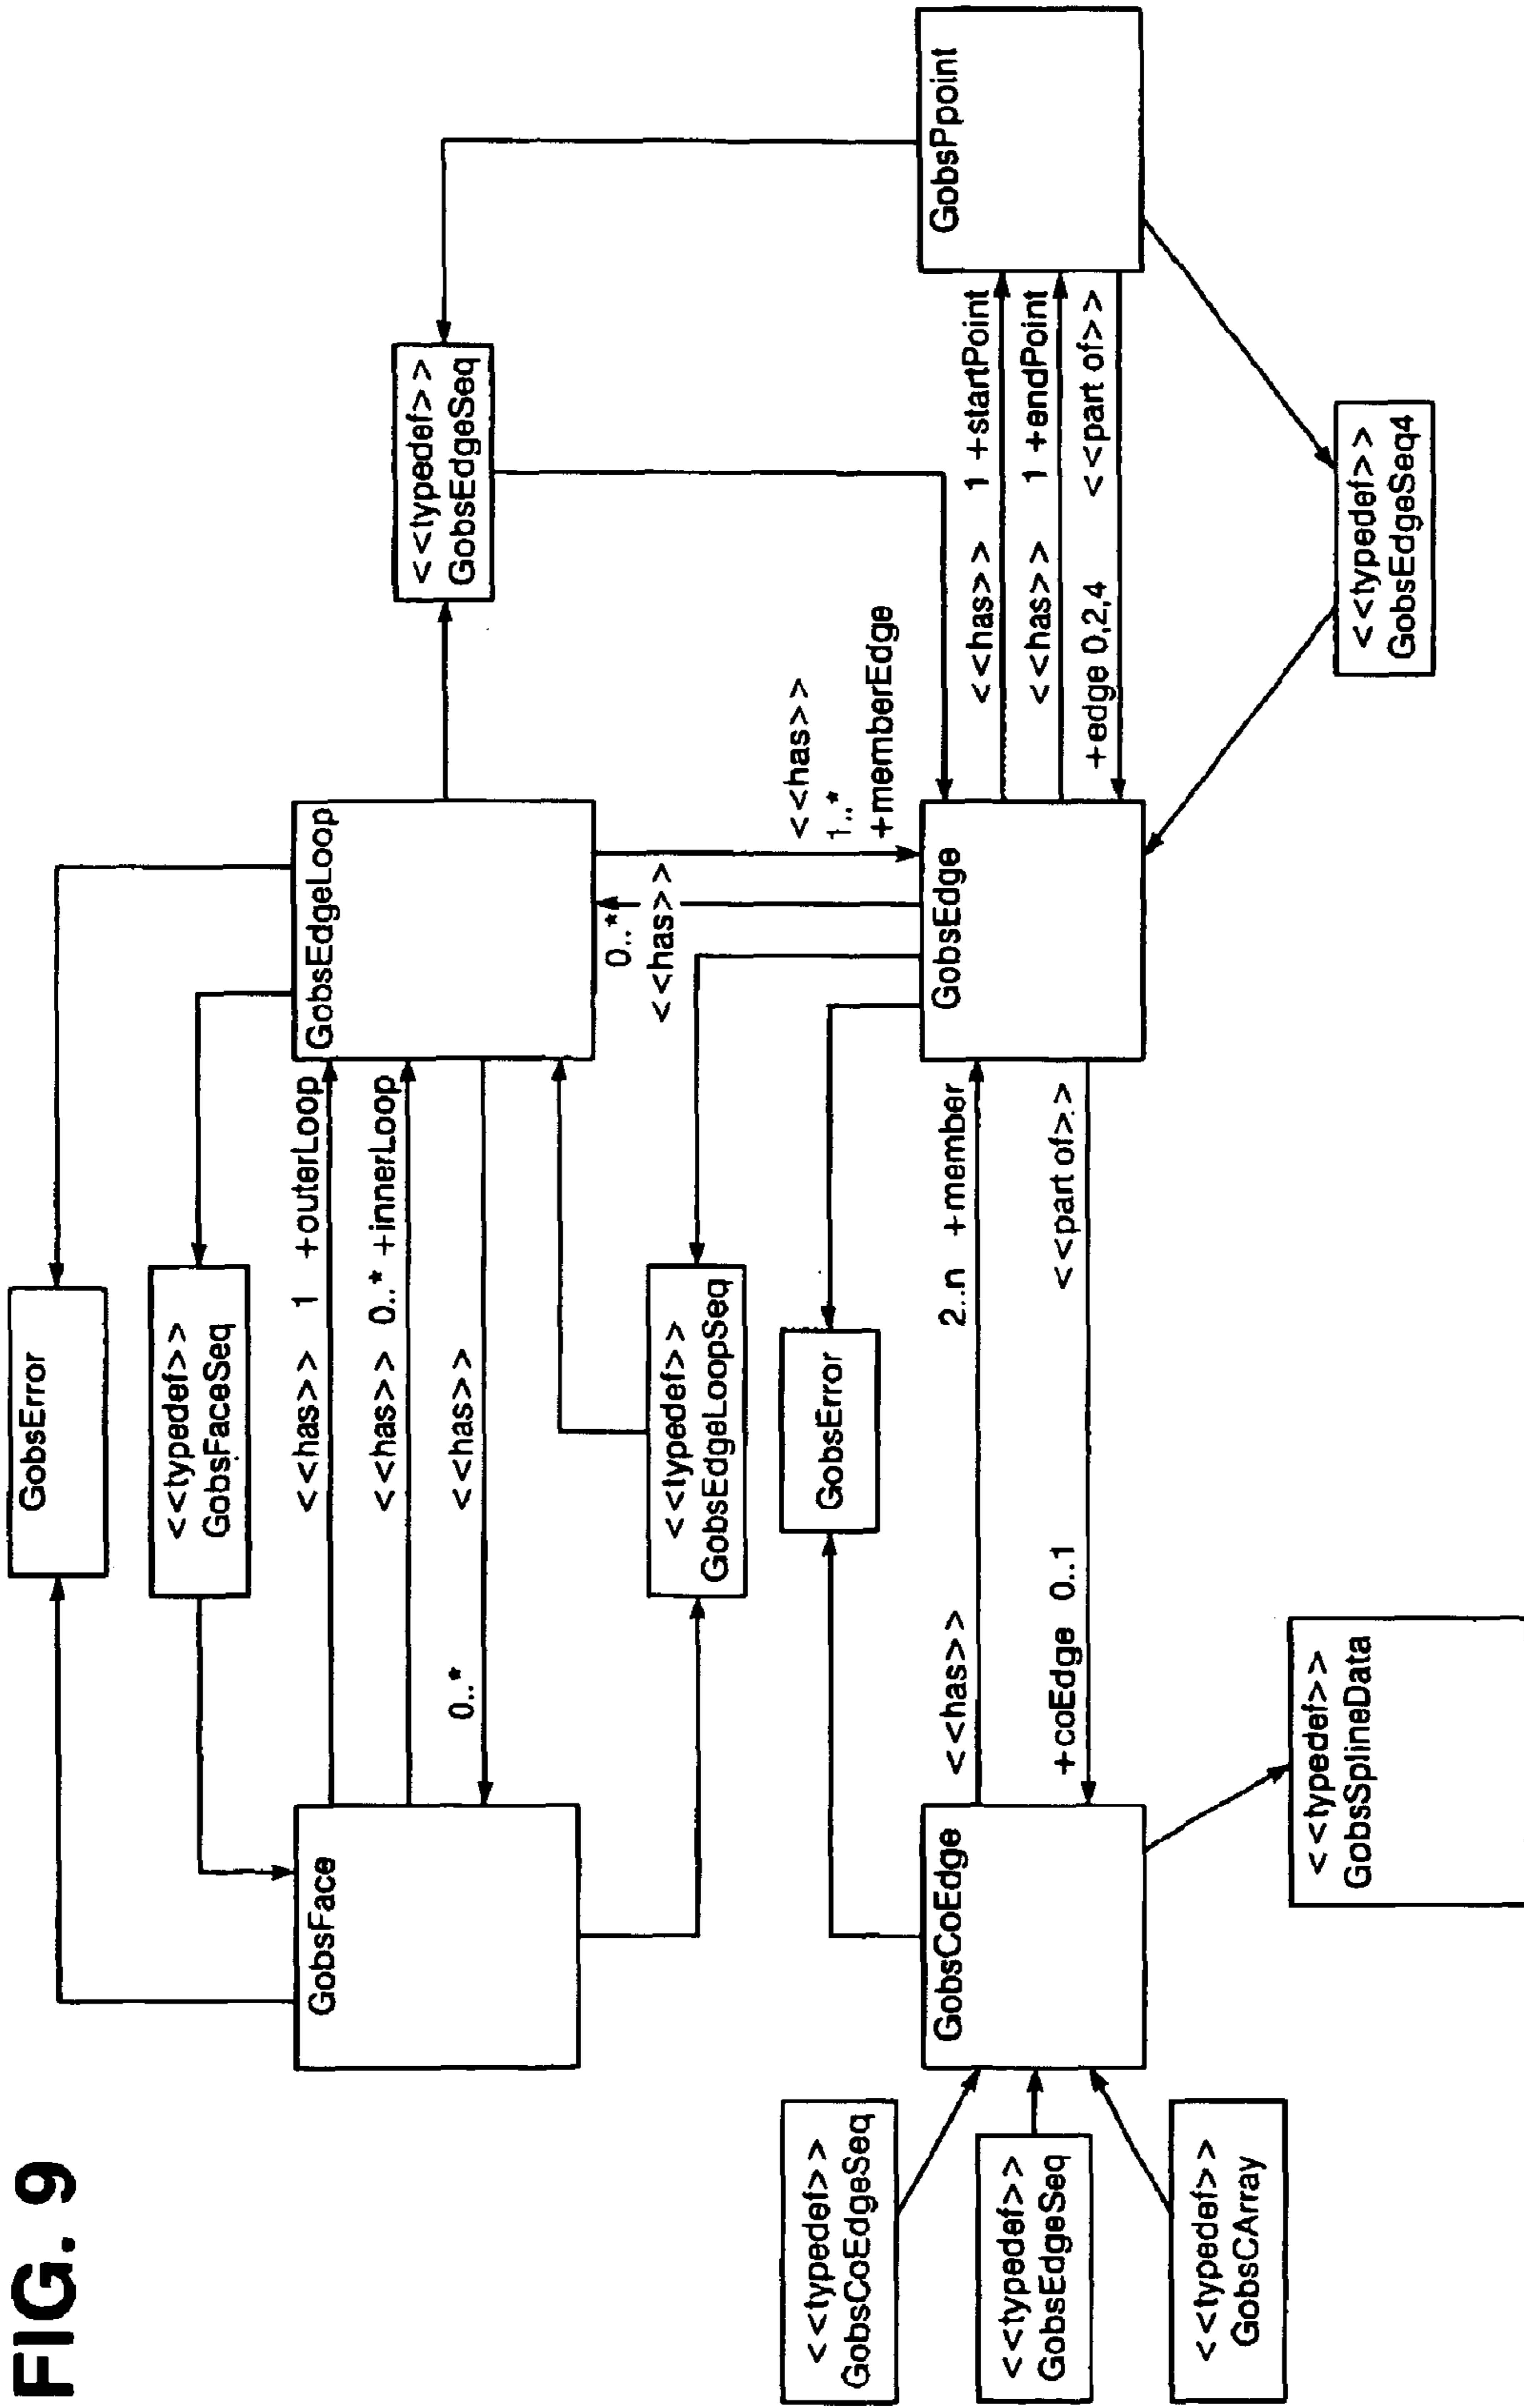 FIG. 9
GobsError
<<typedef>>
GobsFaceSeq
GobsFace
<<has>> 1 +outerLoop
<<has>> 0..* +innerLoop
<<has>>
0..*
GobsEdgeLoop
<<typedef>>
GobsEdgeSeq
<<typedef>>
GobsEdgeLoopSeq
0..*
<<has>>
<<has>>
1..*
+memberEdge
GobsError
<<typedef>>
GobsCoEdgeSeq
<<typedef>>
GobsEdgeSeq
<<typedef>>
GobsCArray
GobsCoEdge
<<has>>
2..n +member
+coEdge 0..1
<<part of>>
GobsEdge
<<has>> 1 +startPoint
<<has>> 1 +endPoint
+edge 0,2,4 <<part of>>
GobsPpoint
<<typedef>>
GobsSplineData
<<typedef>>
GobsEdgeSeq4